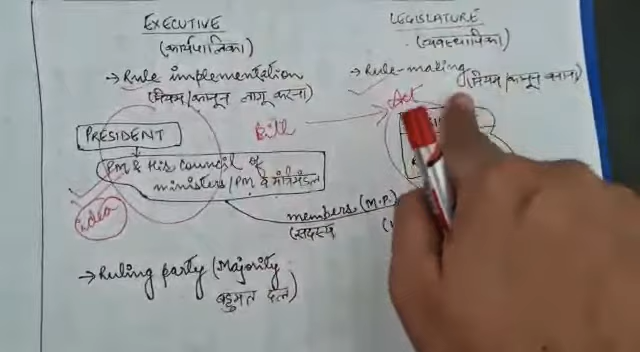 EXECUTIVE
(कार्यपालिका)
→ Rule implementation
(नियम/कानून लागू करना)
PRESIDENT
PM & His Council of
ministers/PM & मंत्रिमंडल
idea
Bill
members (M.P.)
(सदस्य
→ Ruling party (Majority
बहुमत दल)
LEGISLATURE
(व्यवस्थापिका)
→ Rule-making
(नियम/कानून बनाना)
Act